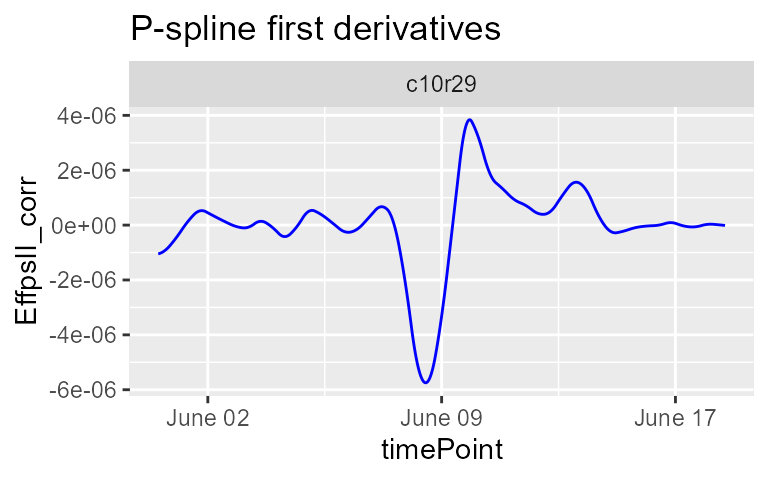 P-spline first derivatives
c10r29
4e-06
2e-06
0e+00
-2e-06
-4e-06
-6e-06
EffpsII_corr
June 02
June 09
June 17
timePoint